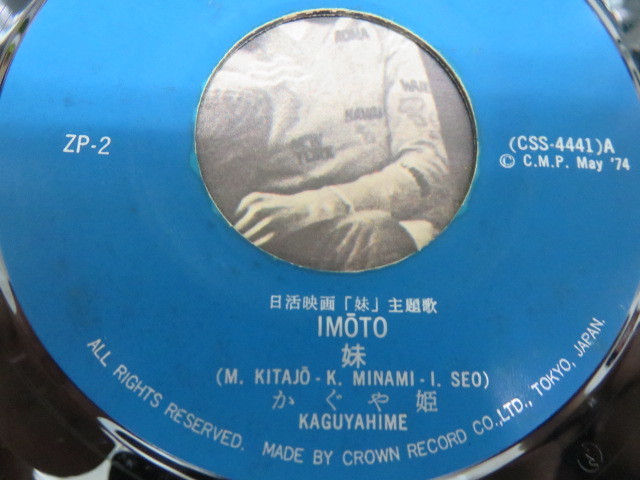 ROMA
HAWAII
NEW
YORK
ZP-2
(CSS-4441)A
© C.M.P. May '74
日活映画「妹」主題歌
IMŌTO
妹
(M. KITAJŌ - K. MINAMI - I. SEO)
かぐや姫
KAGUYAHIME
ALL RIGHTS RESERVED. MADE BY CROWN RECORD CO.,LTD., TOKYO, JAPAN.